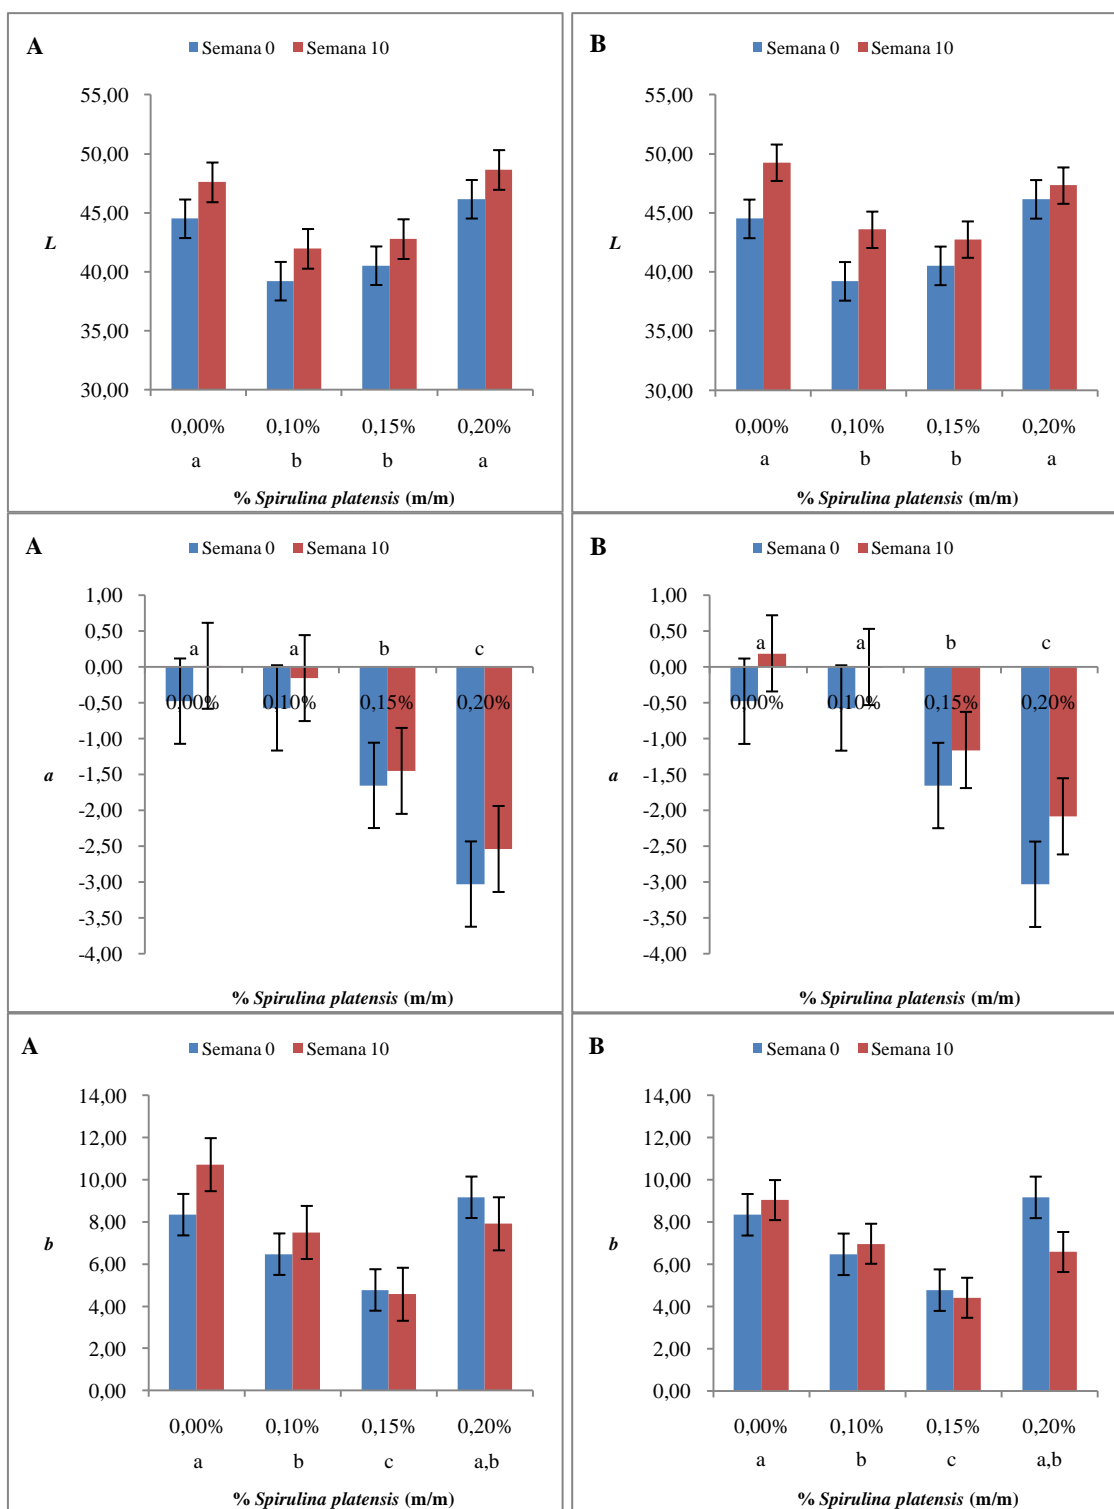 A
Semana 0 Semana 10
55,00
50,00
45,00
L
40,00
35,00
30,00
0,00% 0,10% 0,15% 0,20%
a b b a
% Spirulina platensis (m/m)
B
Semana 0 Semana 10
55,00
50,00
45,00
L
40,00
35,00
30,00
0,00% 0,10% 0,15% 0,20%
a b b a
% Spirulina platensis (m/m)
A
Semana 0 Semana 10
1,00
0,50
a a b c
0,00
-0,50
0,00% 0,10% 0,15% 0,20%
-1,00
-1,50
a
-2,00
-2,50
-3,00
-3,50
-4,00
% Spirulina platensis (m/m)
B
Semana 0 Semana 10
1,00
0,50
a a b c
0,00
-0,50
0,00% 0,10% 0,15% 0,20%
-1,00
-1,50
a
-2,00
-2,50
-3,00
-3,50
-4,00
% Spirulina platensis (m/m)
A
Semana 0 Semana 10
14,00
12,00
10,00
8,00
b
6,00
4,00
2,00
0,00
0,00% 0,10% 0,15% 0,20%
a b c a,b
% Spirulina platensis (m/m)
B
Semana 0 Semana 10
14,00
12,00
10,00
8,00
b
6,00
4,00
2,00
0,00
0,00% 0,10% 0,15% 0,20%
a b c a,b
% Spirulina platensis (m/m)